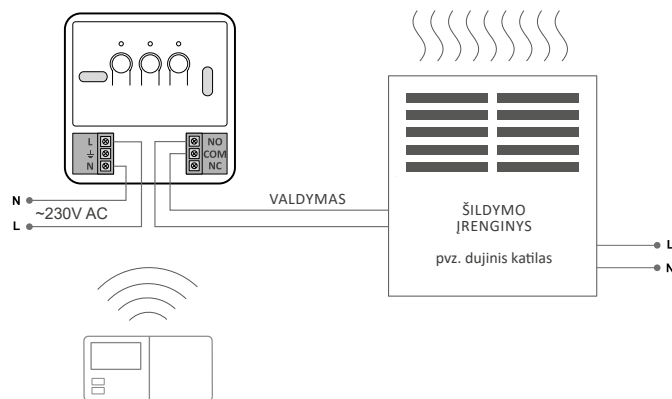 L
N
NO
COM
NC
N
~230V AC
L
VALDYMAS
ŠILDYMO
ĮRENGINYS
pvz. dujinis katilas
L
N